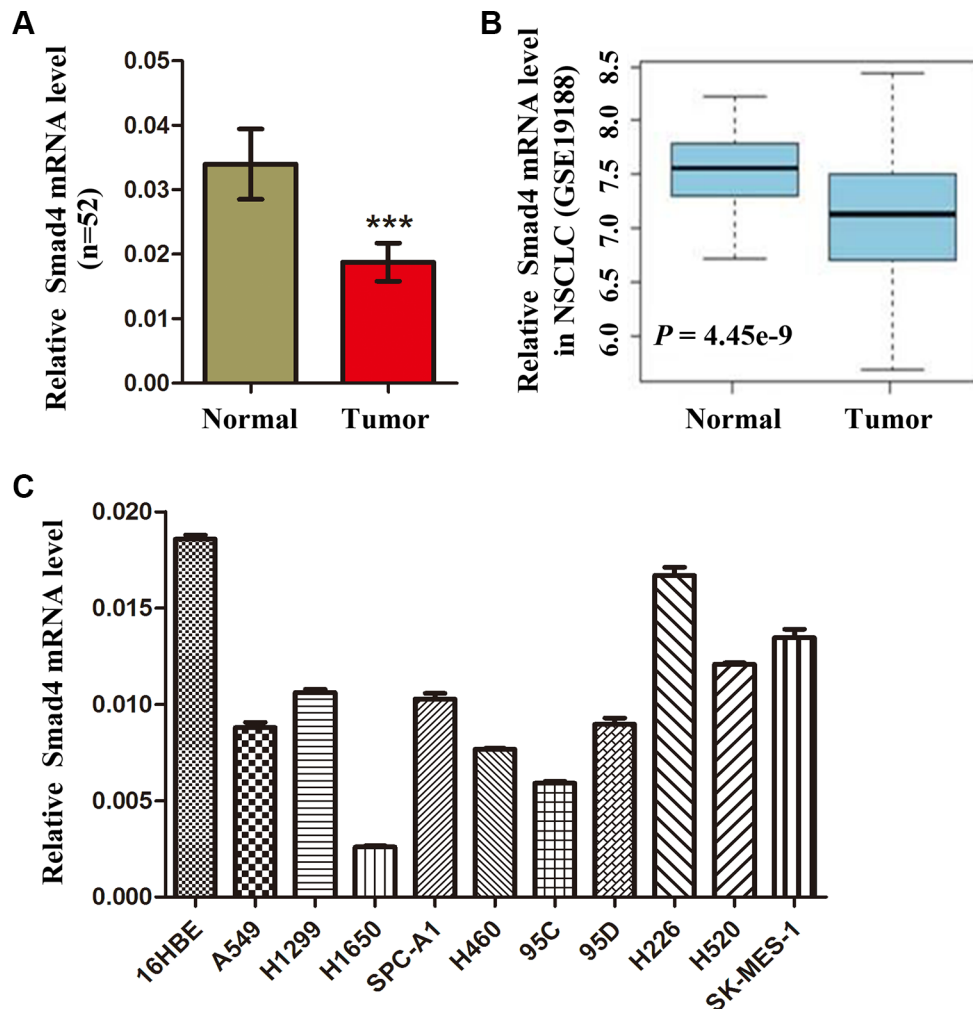 A
Relative Smad4 mRNA level
(n=52)
0.05
0.04
0.03
0.02
0.01
0.00
***
Normal
Tumor
B
Relative Smad4 mRNA level
in NSCLC (GSE19188)
8.5
8.0
7.5
7.0
6.5
6.0
P = 4.45e-9
Normal
Tumor
C
Relative Smad4 mRNA level
0.020
0.015
0.010
0.005
0.000
16HBE
A549
H1299
H1650
SPC-A1
H460
95C
95D
H226
H520
SK-MES-1